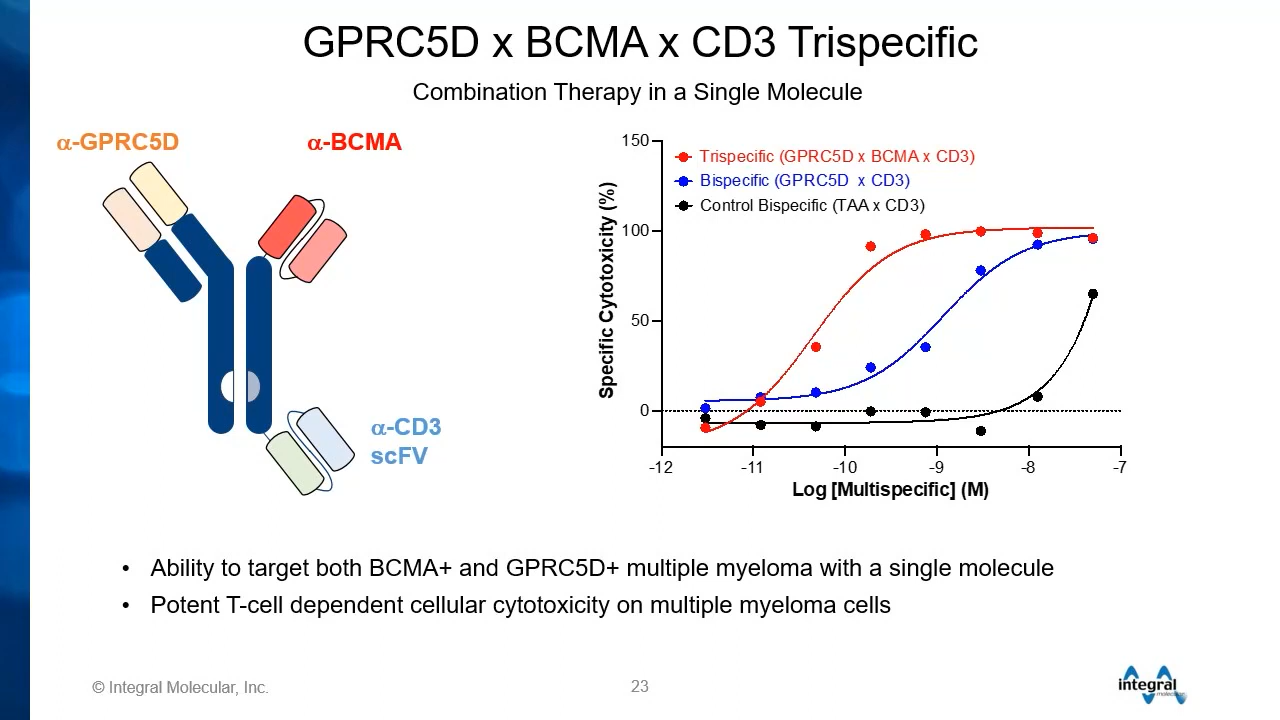 GPRC5D x BCMA x CD3 Trispecific
Combination Therapy in a Single Molecule
α-GPRC5D
α-BCMA
α-CD3
scFV
150
100
50
0
Specific Cytotoxicity (%)
Trispecific (GPRC5D x BCMA x CD3)
Bispecific (GPRC5D x CD3)
Control Bispecific (TAA x CD3)
-12 -11 -10 -9 -8 -7
Log [Multispecific] (M)
• Ability to target both BCMA+ and GPRC5D+ multiple myeloma with a single molecule
• Potent T-cell dependent cellular cytotoxicity on multiple myeloma cells
© Integral Molecular, Inc.
23
integral
molecular